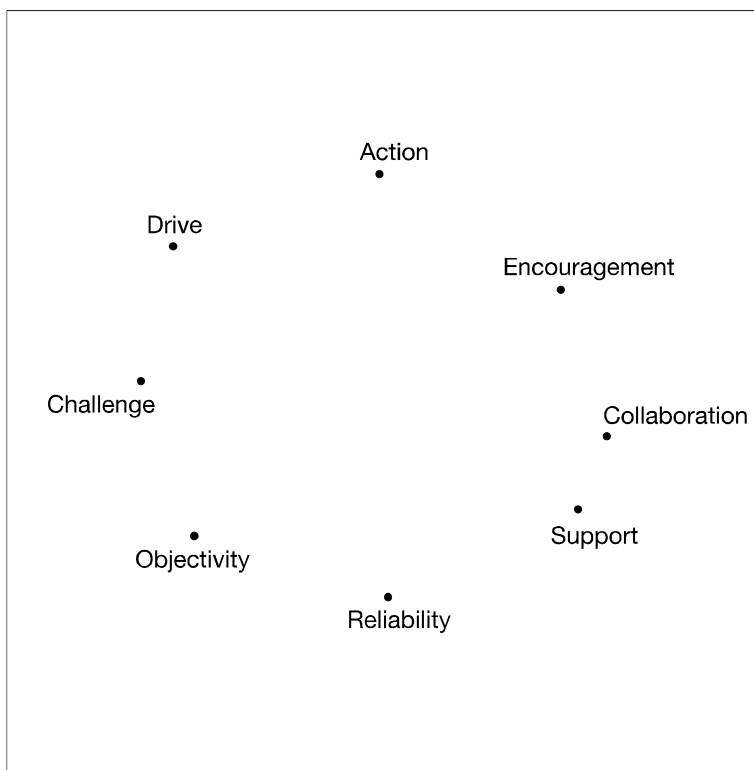 Action
Drive
Encouragement
Challenge
Collaboration
Support
Objectivity
Reliability